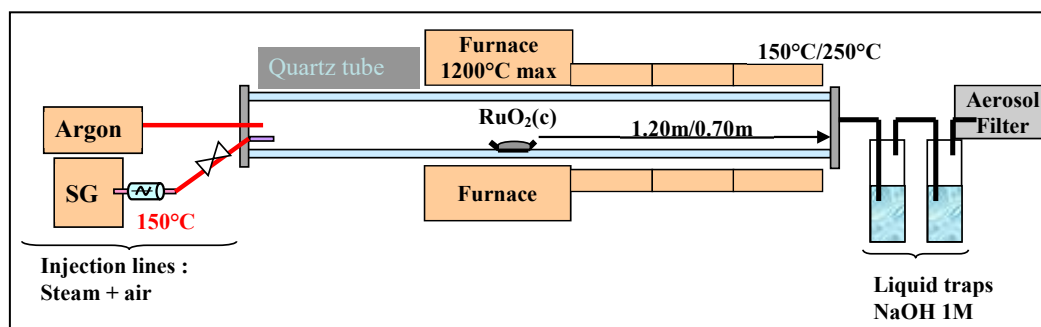 Furnace
1200°C max
150°C/250°C
Quartz tube
Argon
RuO₂(c)
1.20m/0.70m
Aerosol
Filter
SG
150°C
Furnace
Injection lines :
Steam + air
Liquid traps
NaOH 1M